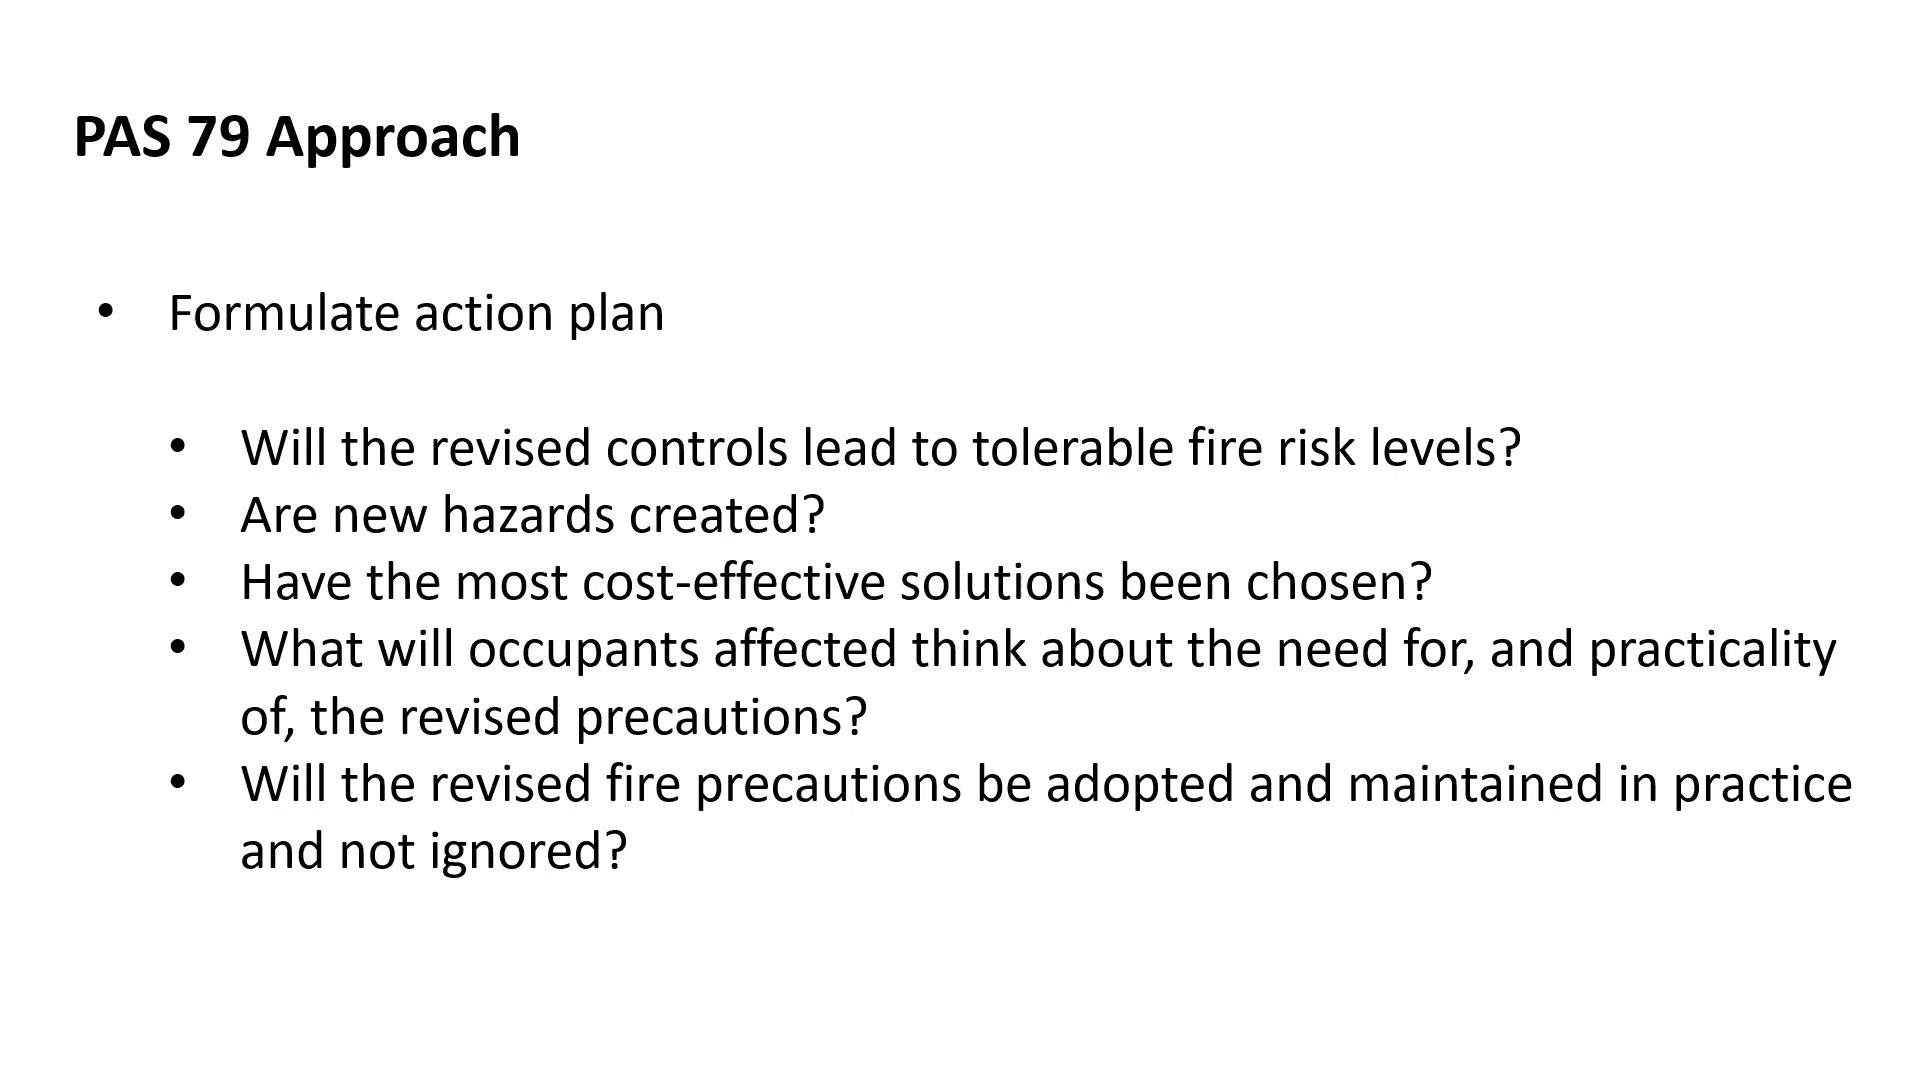 PAS 79 Approach
• Formulate action plan
• Will the revised controls lead to tolerable fire risk levels?
• Are new hazards created?
• Have the most cost-effective solutions been chosen?
• What will occupants affected think about the need for, and practicality
of, the revised precautions?
• Will the revised fire precautions be adopted and maintained in practice
and not ignored?